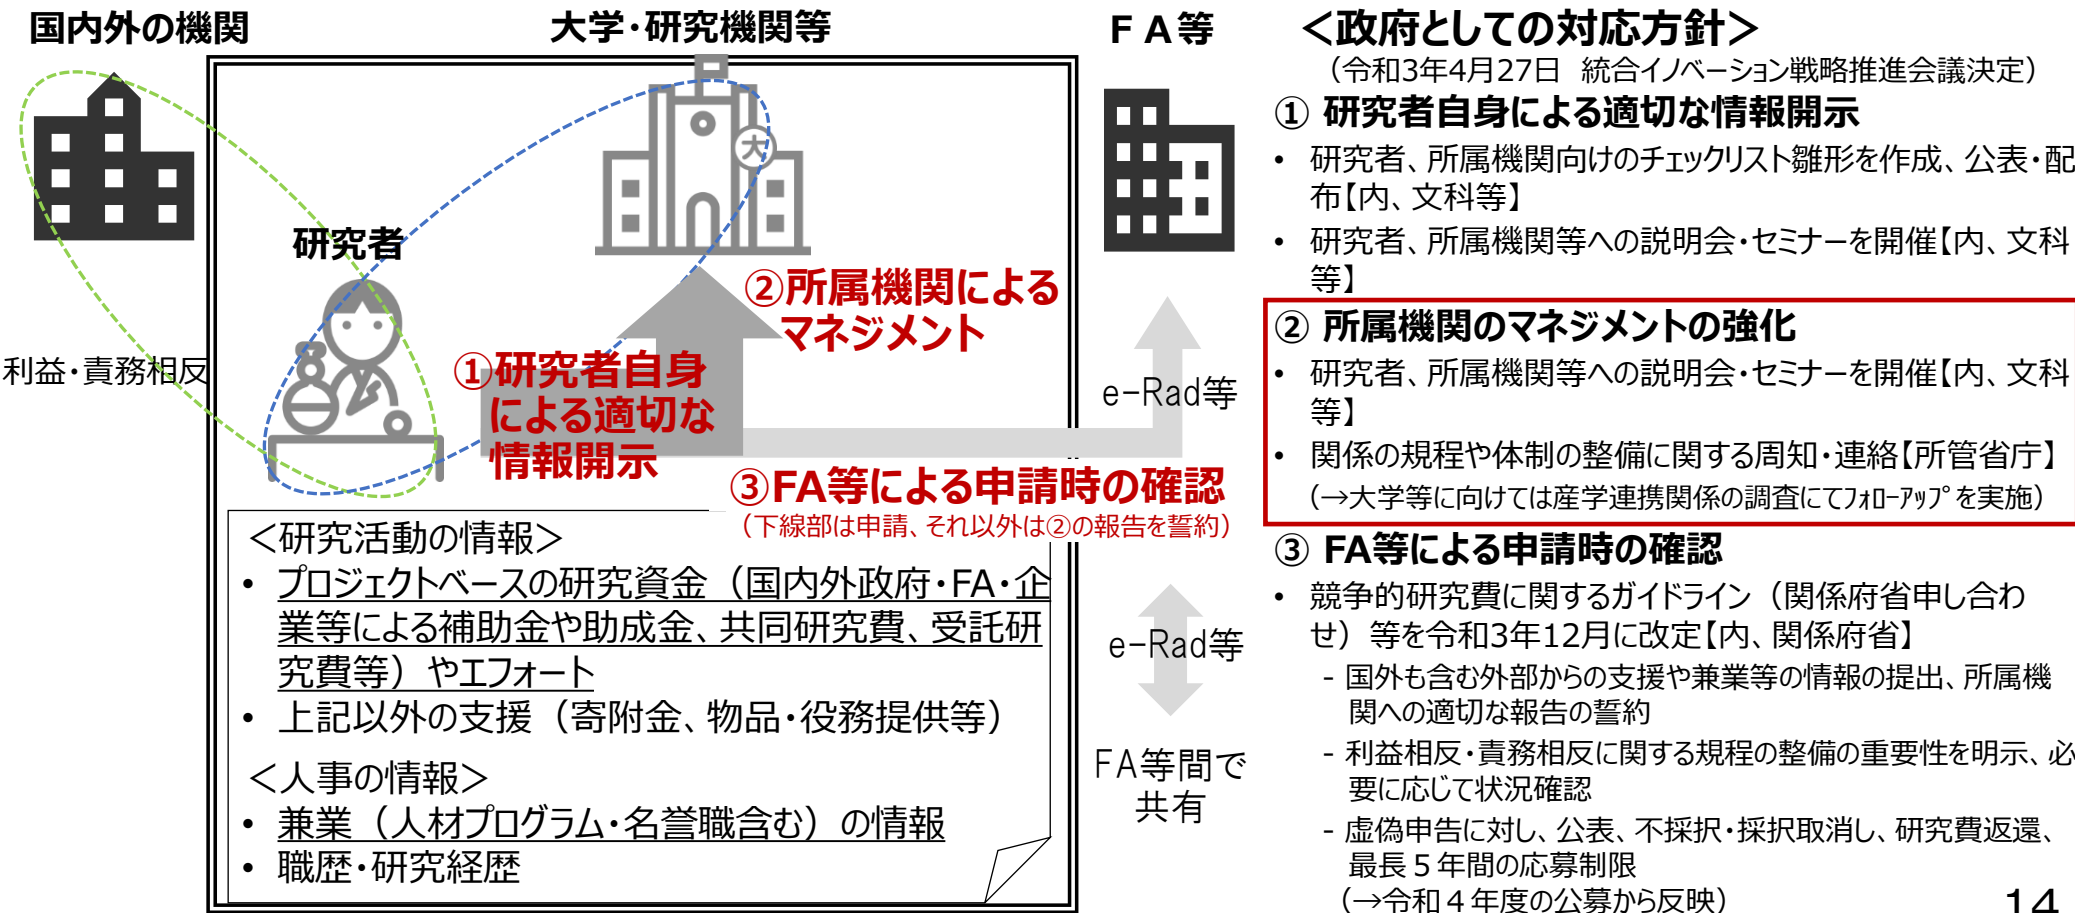 国内外の機関
大学・研究機関等
ＦＡ等
大
研究者
利益・責務相反
①研究者自身
による適切な
情報開示
②所属機関による
マネジメント
e-Rad等
③FA等による申請時の確認
（下線部は申請、それ以外は②の報告を誓約）
＜研究活動の情報＞
• プロジェクトベースの研究資金（国内外政府・FA・企
業等による補助金や助成金、共同研究費、受託研
究費等）やエフォート
• 上記以外の支援（寄附金、物品・役務提供等）
＜人事の情報＞
• 兼業（人材プログラム・名誉職含む）の情報
• 職歴・研究経歴
e-Rad等
FA等間で
共有
＜政府としての対応方針＞
（令和3年4月27日　統合イノベーション戦略推進会議決定）
① 研究者自身による適切な情報開示
• 研究者、所属機関向けのチェックリスト雛形を作成、公表・配
布【内、文科等】
• 研究者、所属機関等への説明会・セミナーを開催【内、文科
等】
② 所属機関のマネジメントの強化
• 研究者、所属機関等への説明会・セミナーを開催【内、文科
等】
• 関係の規程や体制の整備に関する周知・連絡【所管省庁】
（→大学等に向けては産学連携関係の調査にてﾌｫﾛｰｱｯﾌﾟを実施）
③ FA等による申請時の確認
• 競争的研究費に関するガイドライン（関係府省申し合わ
せ）等を令和3年12月に改定【内、関係府省】
- 国外も含む外部からの支援や兼業等の情報の提出、所属機
関への適切な報告の誓約
- 利益相反・責務相反に関する規程の整備の重要性を明示、必
要に応じて状況確認
- 虚偽申告に対し、公表、不採択・採択取消し、研究費返還、
最長５年間の応募制限
（→令和４年度の公募から反映）
14